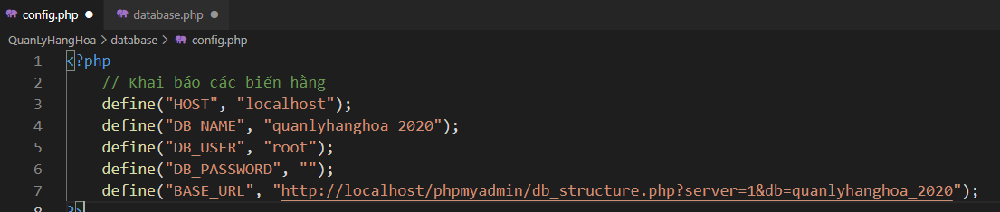 config.php database.php
QuanLyHangHoa > database > config.php
1 <?php
2 // Khai báo các biến hằng
3 define("HOST", "localhost");
4 define("DB_NAME", "quanlyhanghoa_2020");
5 define("DB_USER", "root");
6 define("DB_PASSWORD", "");
7 define("BASE_URL", "http://localhost/phpmyadmin/db_structure.php?server=1&db=quanlyhanghoa_2020");
8 ?>